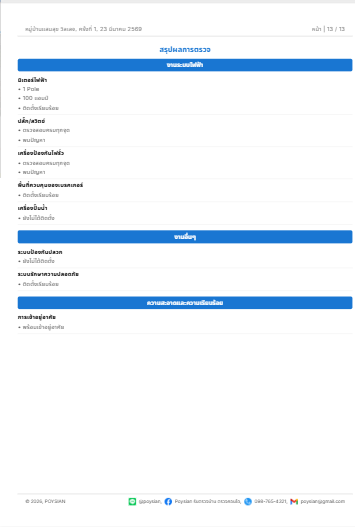 หมู่บ้านแสนสุข วิลเลจ, ครั้งที่ 1, 23 มีนาคม 2569
หน้า | 13 / 13
สรุปผลการตรวจ
งานระบบไฟฟ้า
มิเตอร์ไฟฟ้า
• 1 Pole
• 100 แอมป์
• ติดตั้งเรียบร้อย
ปลั๊ก/สวิตช์
• ตรวจสอบครบทุกจุด
• พบปัญหา
เครื่องป้องกันไฟรั่ว
• ตรวจสอบครบทุกจุด
• พบปัญหา
พื้นที่ควบคุมของเบรคเกอร์
• ติดตั้งเรียบร้อย
เครื่องปั๊มน้ำ
• ยังไม่ได้ติดตั้ง
งานอื่นๆ
ระบบป้องกันปลวก
• ยังไม่ได้ติดตั้ง
ระบบรักษาความปลอดภัย
• ติดตั้งเรียบร้อย
ความสะอาดและความเรียบร้อย
การเข้าอยู่อาศัย
• พร้อมเข้าอยู่อาศัย
© 2026, POYSIAN
@poysian, Poysian รับตรวจบ้าน ตรวจคอนโด, 098-765-4321, poysian@gmail.com